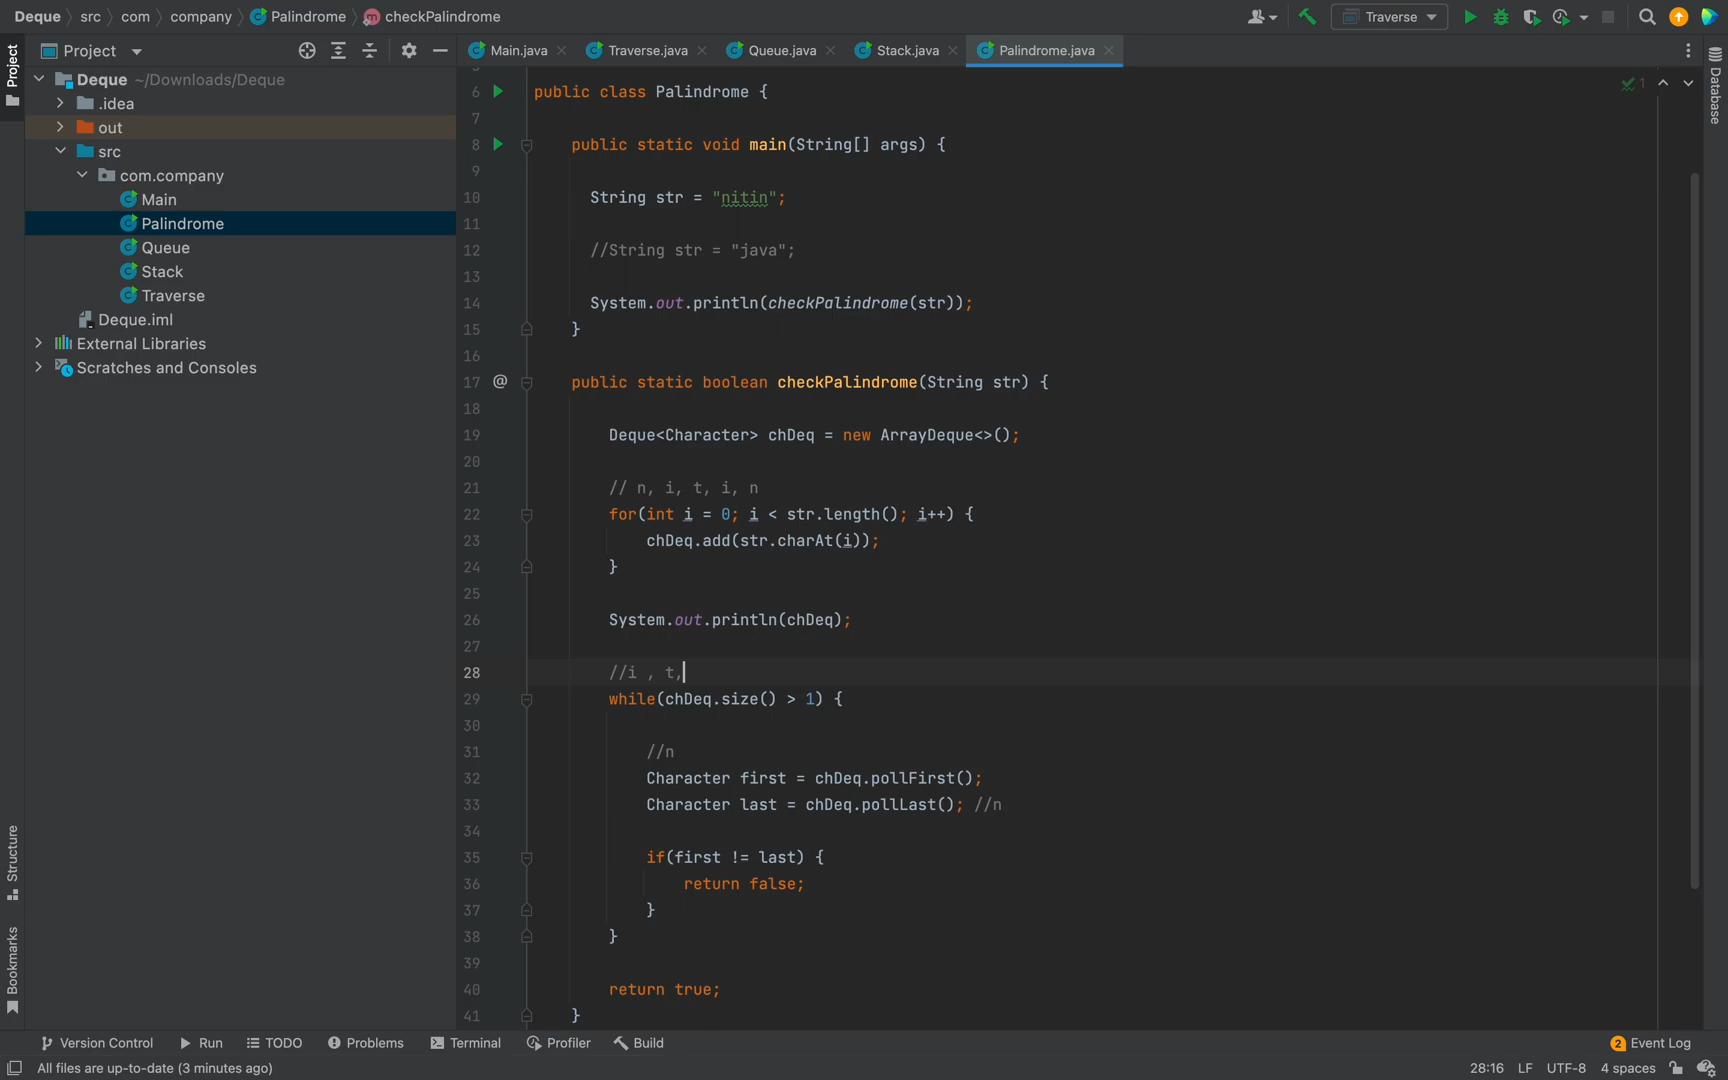 Deque src com company Palindrome checkPalindrome Traverse
Project
Project
Main.java Traverse.java Queue.java Stack.java Palindrome.java
Database
Deque ~/Downloads/Deque
.idea
out
src
com.company
Main
Palindrome
Queue
Stack
Traverse
Deque.iml
External Libraries
Scratches and Consoles
1
6 public class Palindrome {
7
8 public static void main(String[] args) {
9
10 String str = "nitin";
11
12 //String str = "java";
13
14 System.out.println(checkPalindrome(str));
15 }
16
17 @ public static boolean checkPalindrome(String str) {
18
19 Deque<Character> chDeq = new ArrayDeque<>();
20
21 // n, i, t, i, n
22 for(int i = 0; i < str.length(); i++) {
23 chDeq.add(str.charAt(i));
24 }
25
26 System.out.println(chDeq);
27
28 //i , t,
29 while(chDeq.size() > 1) {
30
31 //n
32 Character first = chDeq.pollFirst();
33 Character last = chDeq.pollLast(); //n
34
35 if(first != last) {
36 return false;
37 }
38 }
39
40 return true;
41 }
Structure
Bookmarks
Version Control Run TODO Problems Terminal Profiler Build 2 Event Log
All files are up-to-date (3 minutes ago) 28:16 LF UTF-8 4 spaces